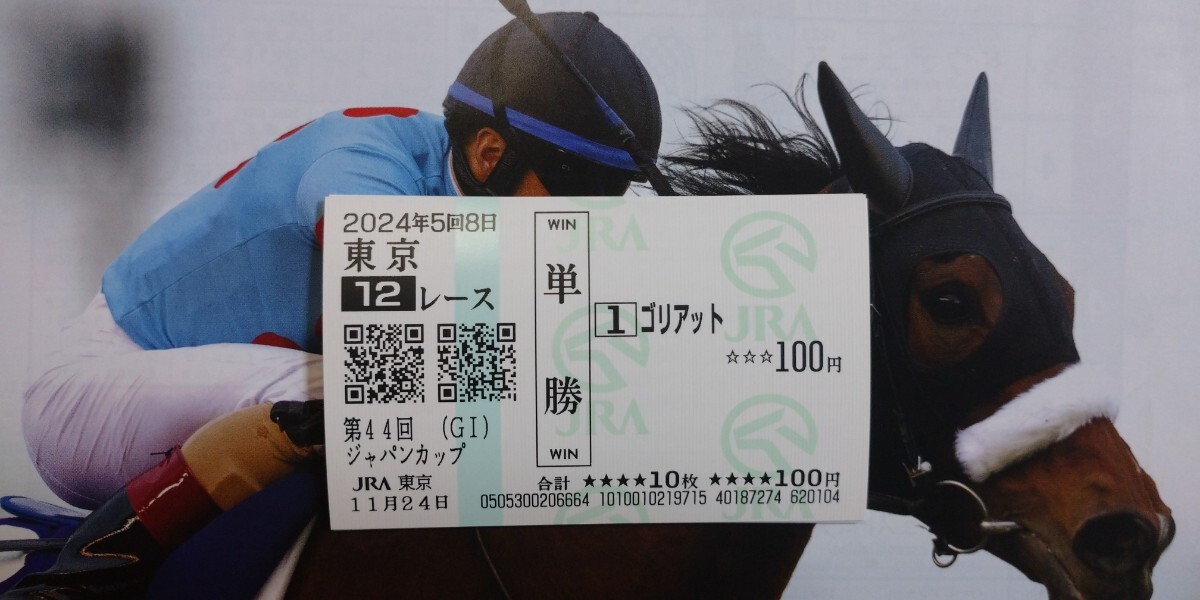 2024年5回8日
東京
12レース
第44回 (GI)
ジャパンカップ
JRA 東京
11月24日
WIN
単勝
WIN
1 ゴリアット
☆☆☆100円
合計 ★★★★10枚 ★★★★100円
0505300206664 1010010219715 40187274 620104
JRA
JRA
JRA